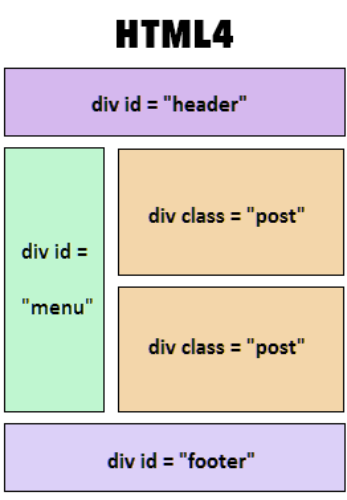 HTML4
div id = "header"
div id =
"menu"
div class = "post"
div class = "post"
div id = "footer"